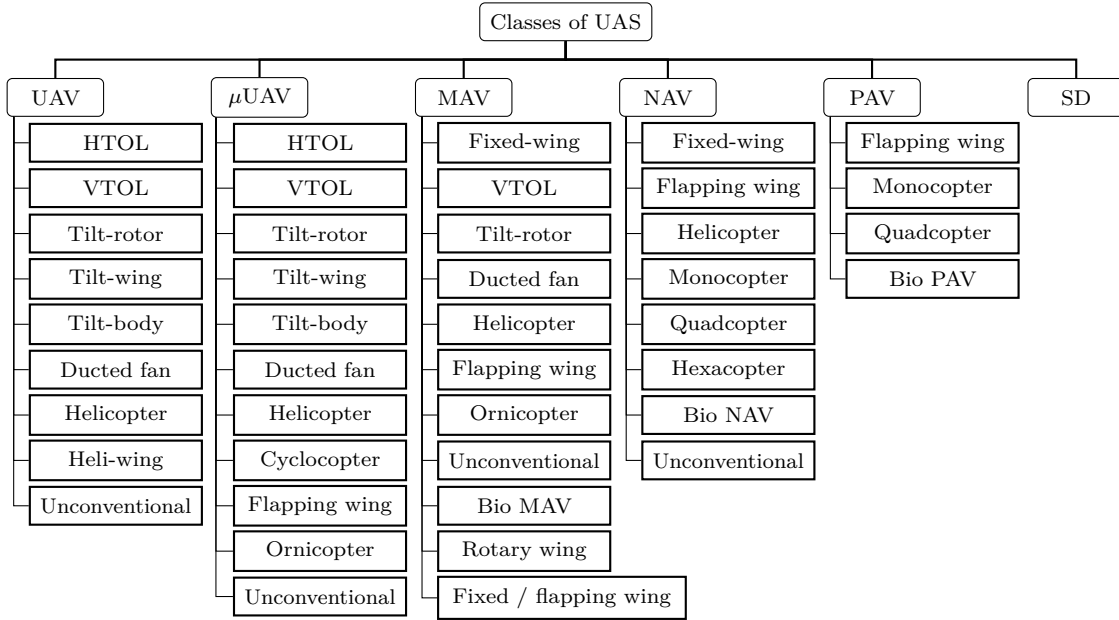 Classes of UAS
UAV
HTOL
VTOL
Tilt-rotor
Tilt-wing
Tilt-body
Ducted fan
Helicopter
Heli-wing
Unconventional
μUAV
HTOL
VTOL
Tilt-rotor
Tilt-wing
Tilt-body
Ducted fan
Helicopter
Cyclocopter
Flapping wing
Ornicopter
Unconventional
MAV
Fixed-wing
VTOL
Tilt-rotor
Ducted fan
Helicopter
Flapping wing
Ornicopter
Unconventional
Bio MAV
Rotary wing
Fixed / flapping wing
NAV
Fixed-wing
Flapping wing
Helicopter
Monocopter
Quadcopter
Hexacopter
Bio NAV
Unconventional
PAV
Flapping wing
Monocopter
Quadcopter
Bio PAV
SD